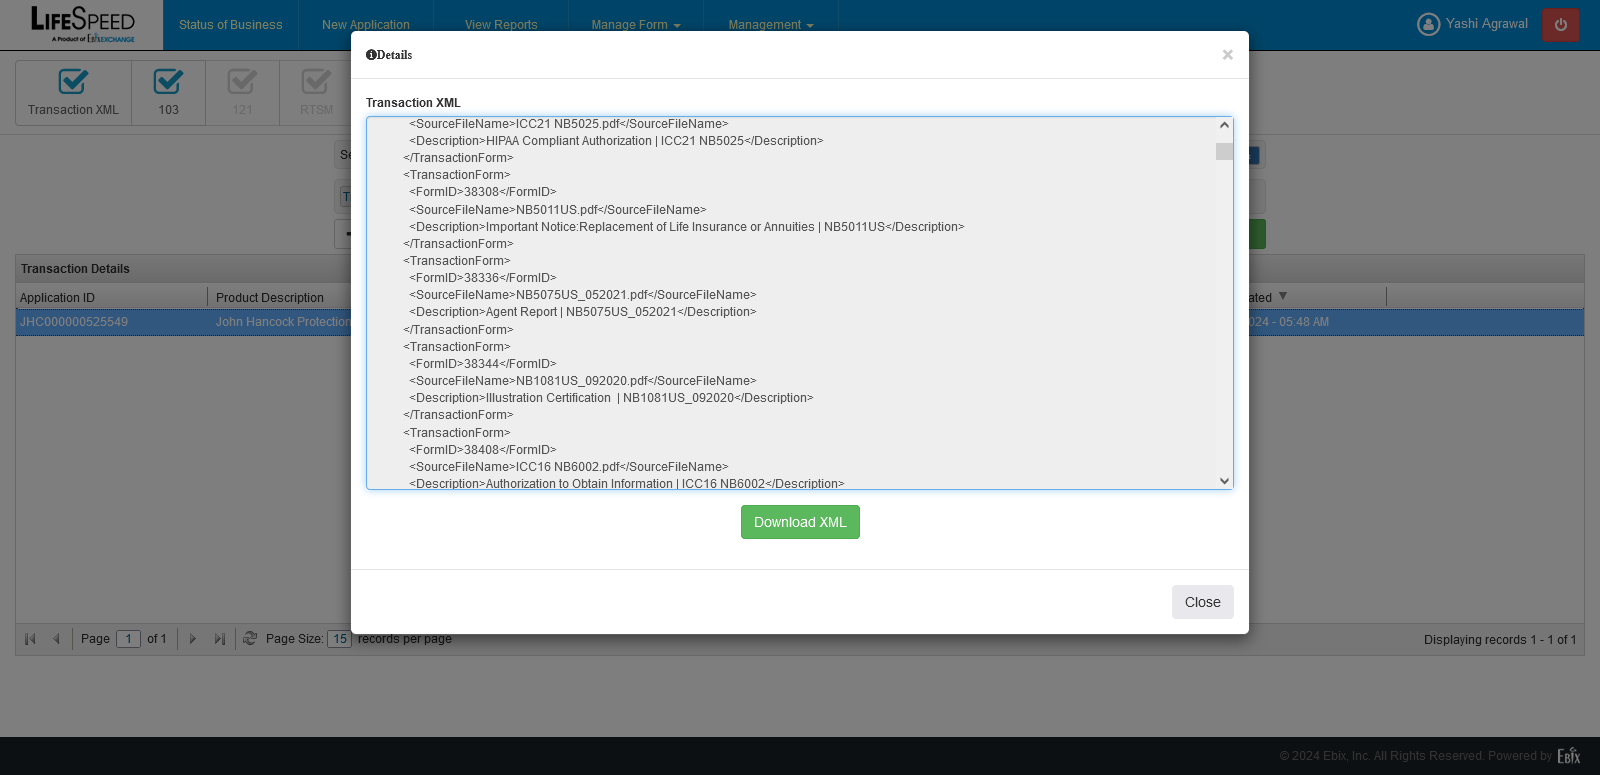 LIFESPEED
A Product of EbixEXCHANGE
Status of Business
New Application
View Reports
Manage Form
Management
Yashi Agrawal
Transaction XML
103
121
RTSM
Details
×
Transaction XML
<SourceFileName>ICC21 NB5025.pdf</SourceFileName>
<Description>HIPAA Compliant Authorization | ICC21 NB5025</Description>
</TransactionForm>
<TransactionForm>
<FormID>38308</FormID>
<SourceFileName>NB5011US.pdf</SourceFileName>
<Description>Important Notice:Replacement of Life Insurance or Annuities | NB5011US</Description>
</TransactionForm>
<TransactionForm>
<FormID>38336</FormID>
<SourceFileName>NB5075US_052021.pdf</SourceFileName>
<Description>Agent Report | NB5075US_052021</Description>
</TransactionForm>
<TransactionForm>
<FormID>38344</FormID>
<SourceFileName>NB1081US_092020.pdf</SourceFileName>
<Description>Illustration Certification  | NB1081US_092020</Description>
</TransactionForm>
<TransactionForm>
<FormID>38408</FormID>
<SourceFileName>ICC16 NB6002.pdf</SourceFileName>
<Description>Authorization to Obtain Information | ICC16 NB6002</Description>
Download XML
Close
Transaction Details
Application ID
Product Description
ated
JHC000000525549
John Hancock Protection
024 - 05:48 AM
Page 1 of 1
Page Size: 15 records per page
Displaying records 1 - 1 of 1
© 2024 Ebix, Inc. All Rights Reserved. Powered by EBIX